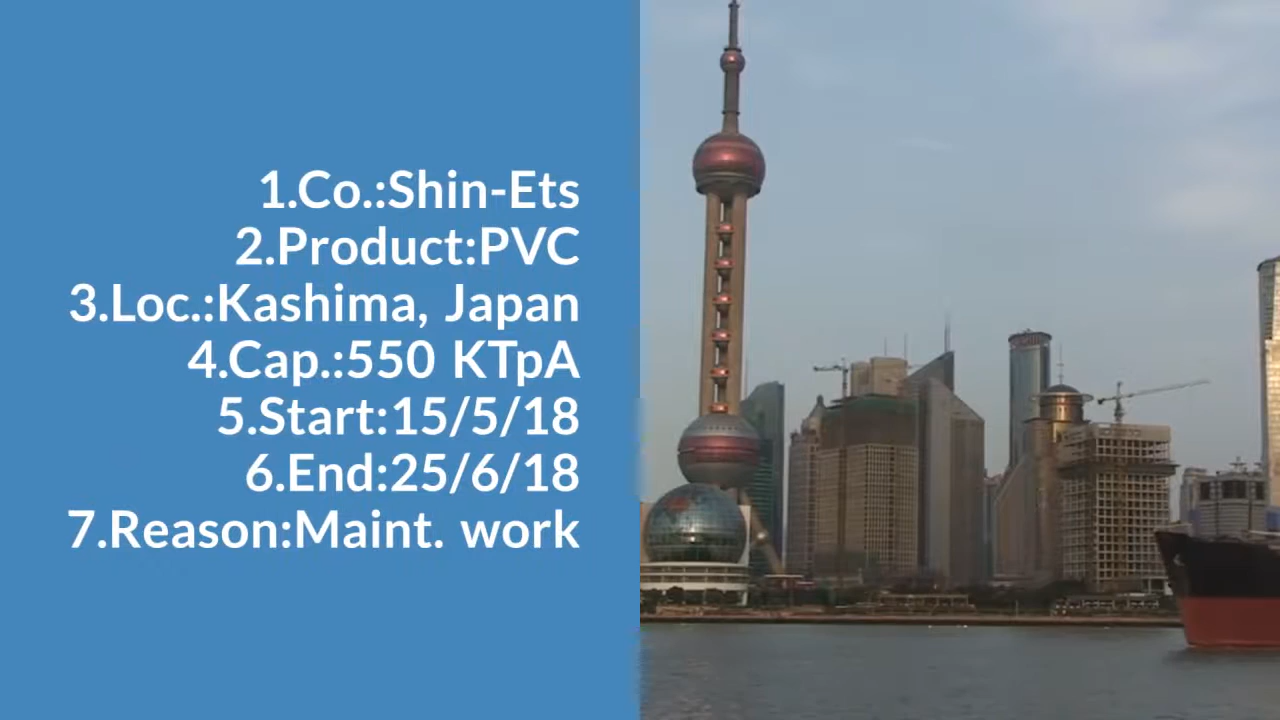 1.Co.:Shin-Ets
2.Product:PVC
3.Loc.:Kashima, Japan
4.Cap.:550 KTpA
5.Start:15/5/18
6.End:25/6/18
7.Reason:Maint. work